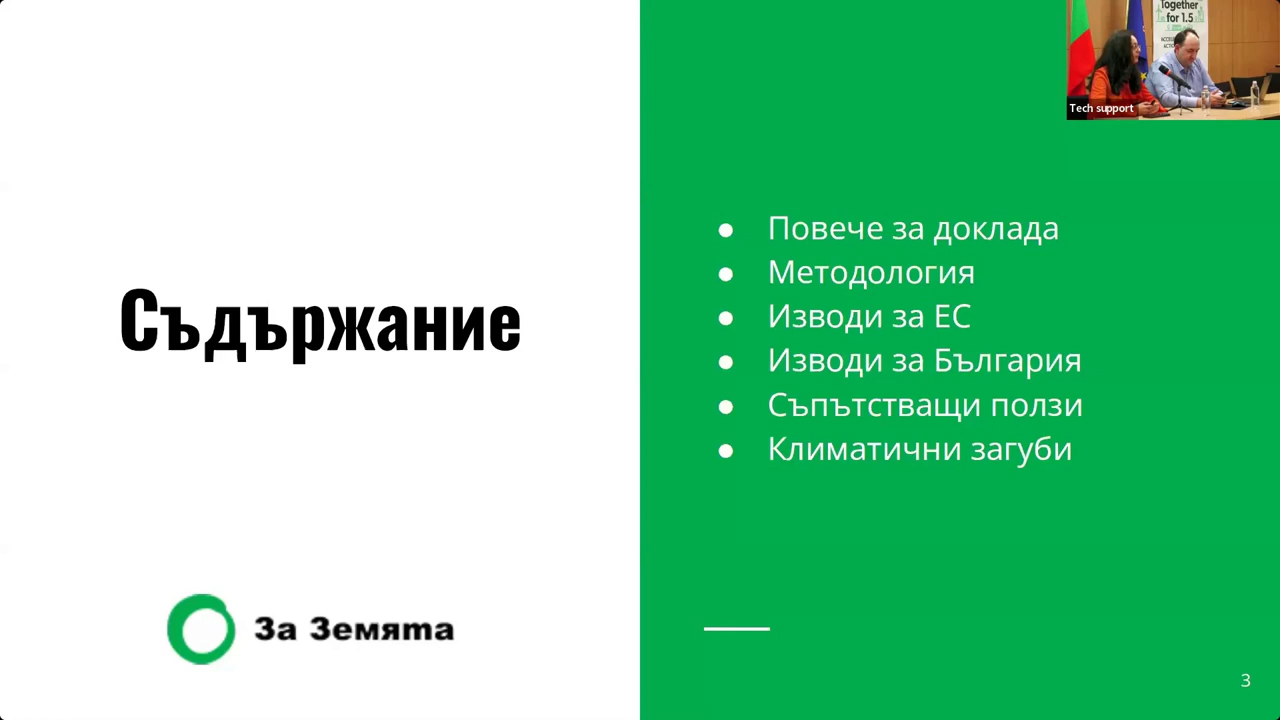 Съдържание
За Земята
Повече за доклада
Методология
Изводи за ЕС
Изводи за България
Съпътстващи ползи
Климатични загуби
3
Together
for 1.5
Tech support